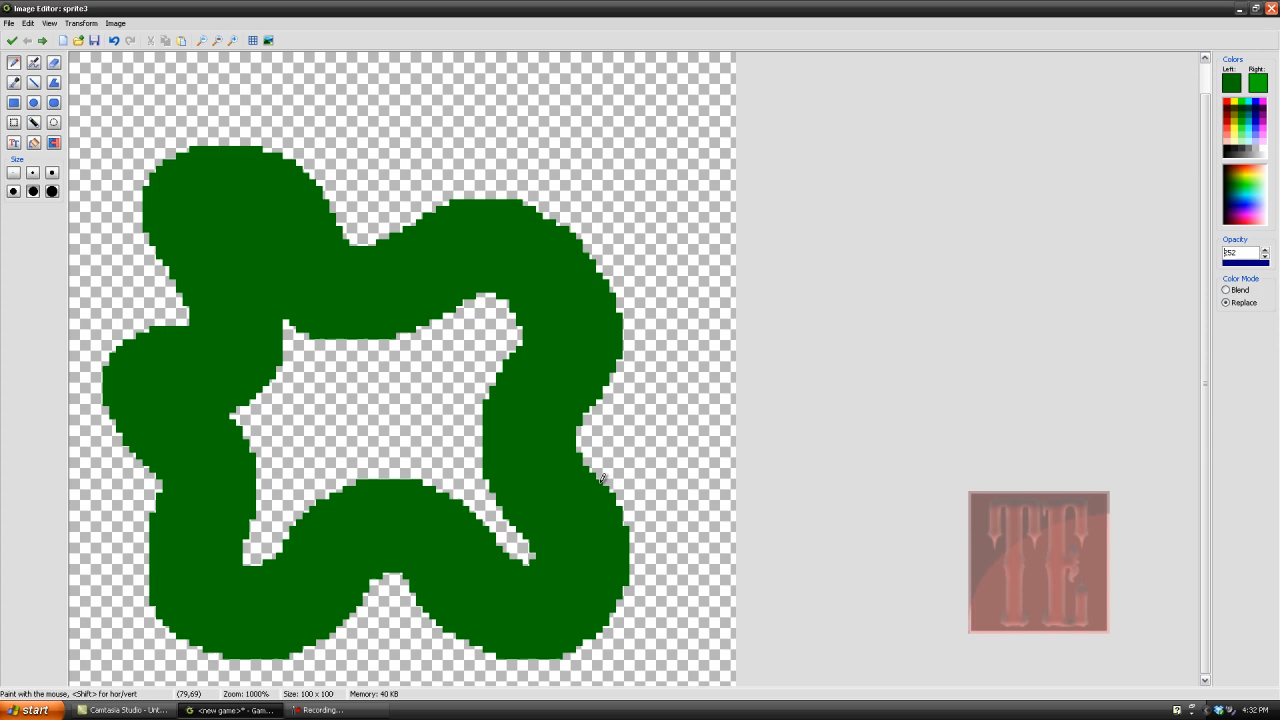 Image Editor: sprite3
File Edit View Transform Image
Colors
Left: Right:
Size
Opacity
252
Color Mode
Blend
Replace
TTE
Paint with the mouse, <Shift> for hor/vert (79,69) Zoom: 1000% Size: 100 x 100 Memory: 40 KB
start Camtasia Studio - Unt... <new game>* - Gam... Recording... 4:32 PM